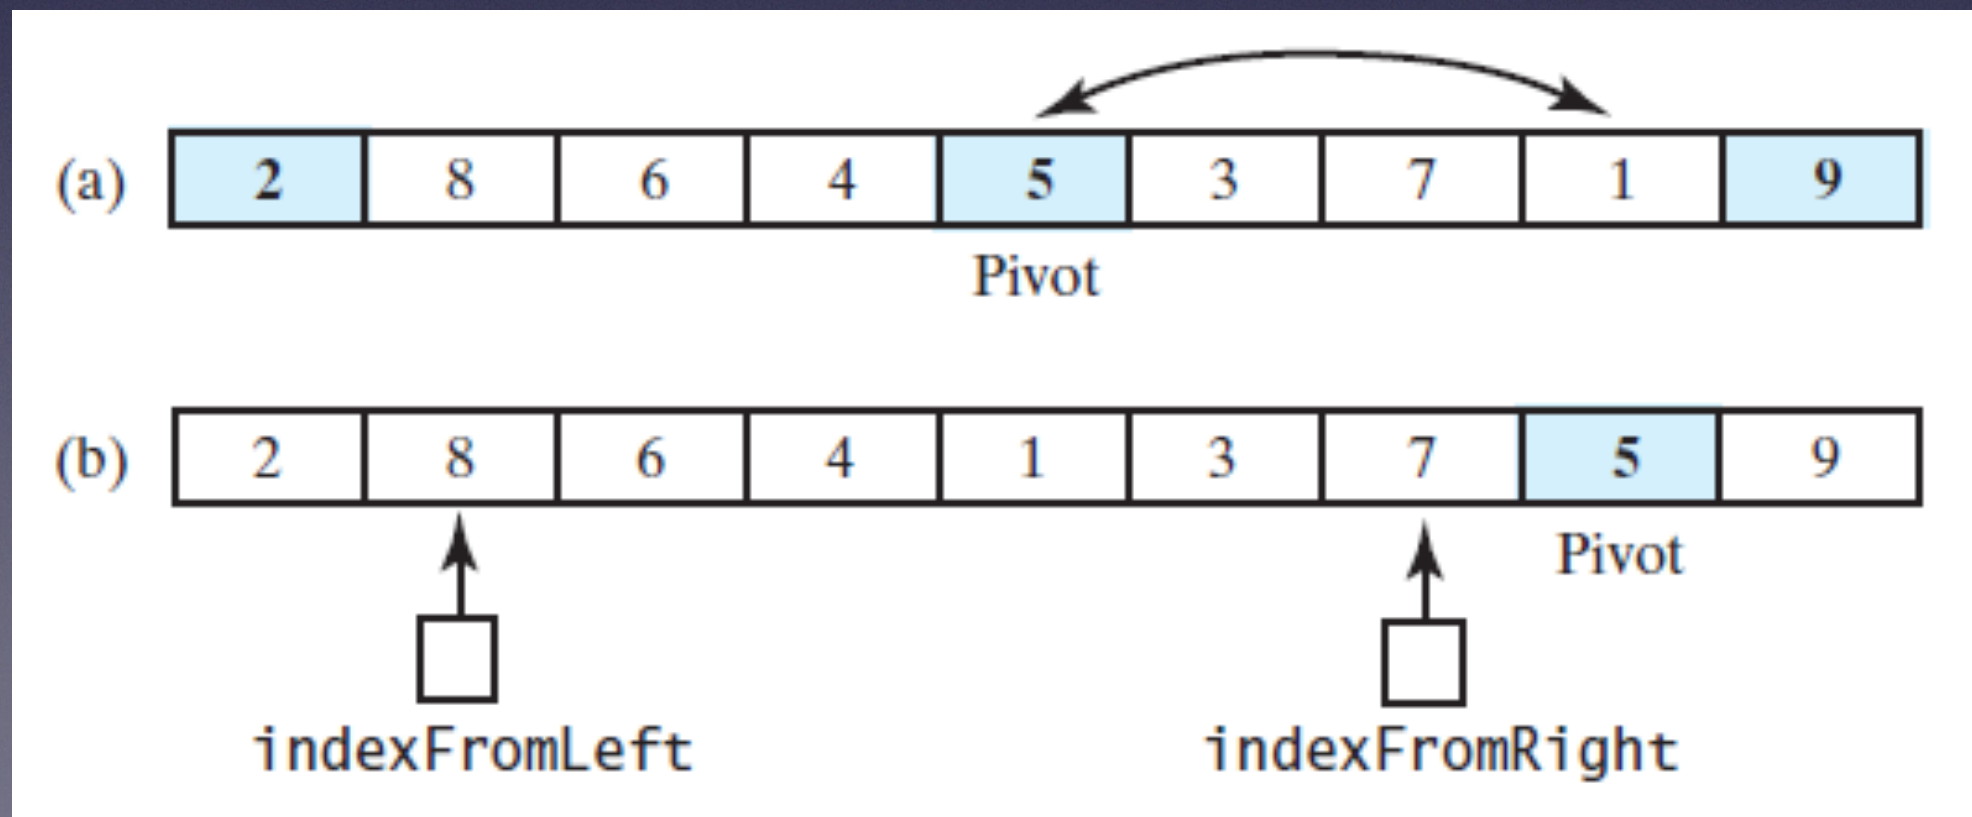 (a) 2 8 6 4 5 3 7 1 9
Pivot
(b) 2 8 6 4 1 3 7 5 9
Pivot
indexFromLeft indexFromRight